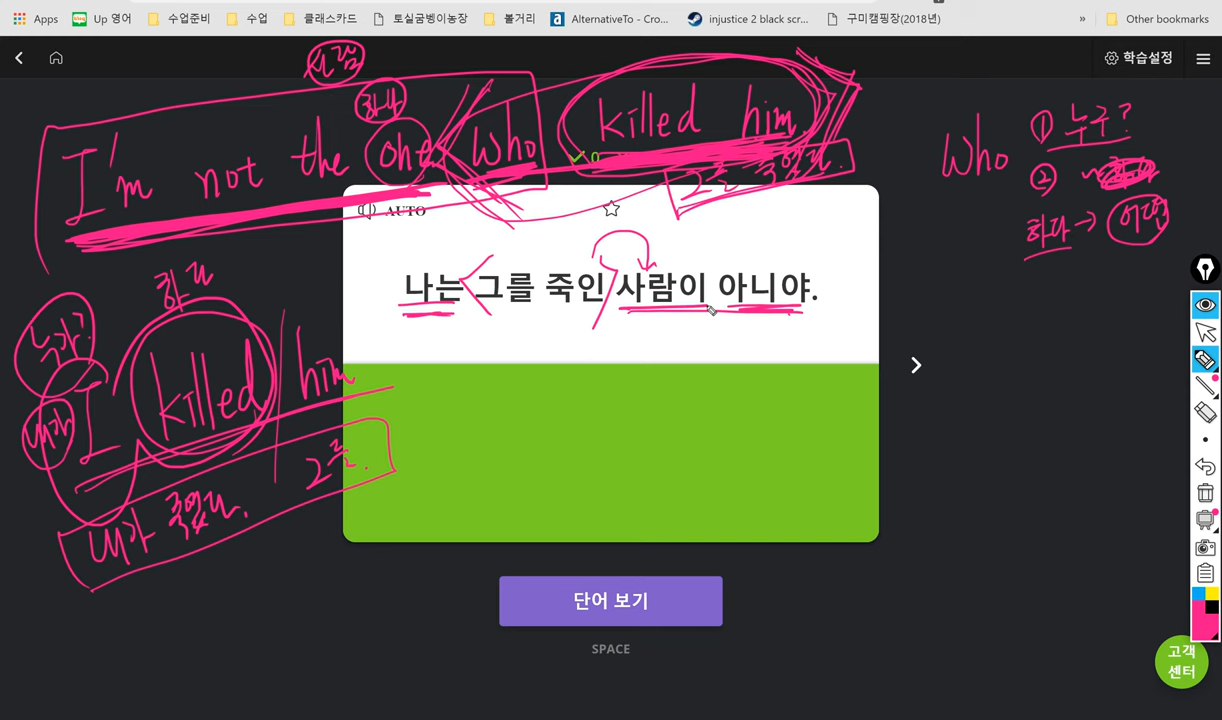 Apps Up 영어 수업준비 수업 클래스카드 토실굼벵이농장 볼거리 AlternativeTo - Cro... injustice 2 black scr... 구미캠핑장(2018년) » Other bookmarks
학습설정
사람
하나
I'm not the one who killed him.
그를 죽였다.
Who ① 누구?
②
하다 →
AUTO
나는 그를 죽인 사람이 아니야.
누가?
내가
I killed him
내가 죽였다. 그를.
단어 보기
SPACE
고객
센터